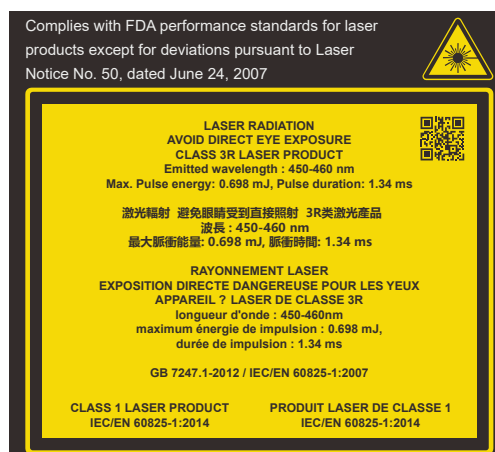 Complies with FDA performance standards for laser
products except for deviations pursuant to Laser
Notice No. 50, dated June 24, 2007
LASER RADIATION
AVOID DIRECT EYE EXPOSURE
CLASS 3R LASER PRODUCT
Emitted wavelength : 450-460 nm
Max. Pulse energy: 0.698 mJ, Pulse duration: 1.34 ms
激光輻射 避免眼睛受到直接照射 3R类激光產品
波長 : 450-460 nm
最大脈衝能量: 0.698 mJ, 脈衝時間: 1.34 ms
RAYONNEMENT LASER
EXPOSITION DIRECTE DANGEREUSE POUR LES YEUX
APPAREIL ? LASER DE CLASSE 3R
longueur d'onde : 450-460nm
maximum énergie de impulsion : 0.698 mJ,
durée de impulsion : 1.34 ms
GB 7247.1-2012 / IEC/EN 60825-1:2007
CLASS 1 LASER PRODUCT PRODUIT LASER DE CLASSE 1
IEC/EN 60825-1:2014 IEC/EN 60825-1:2014